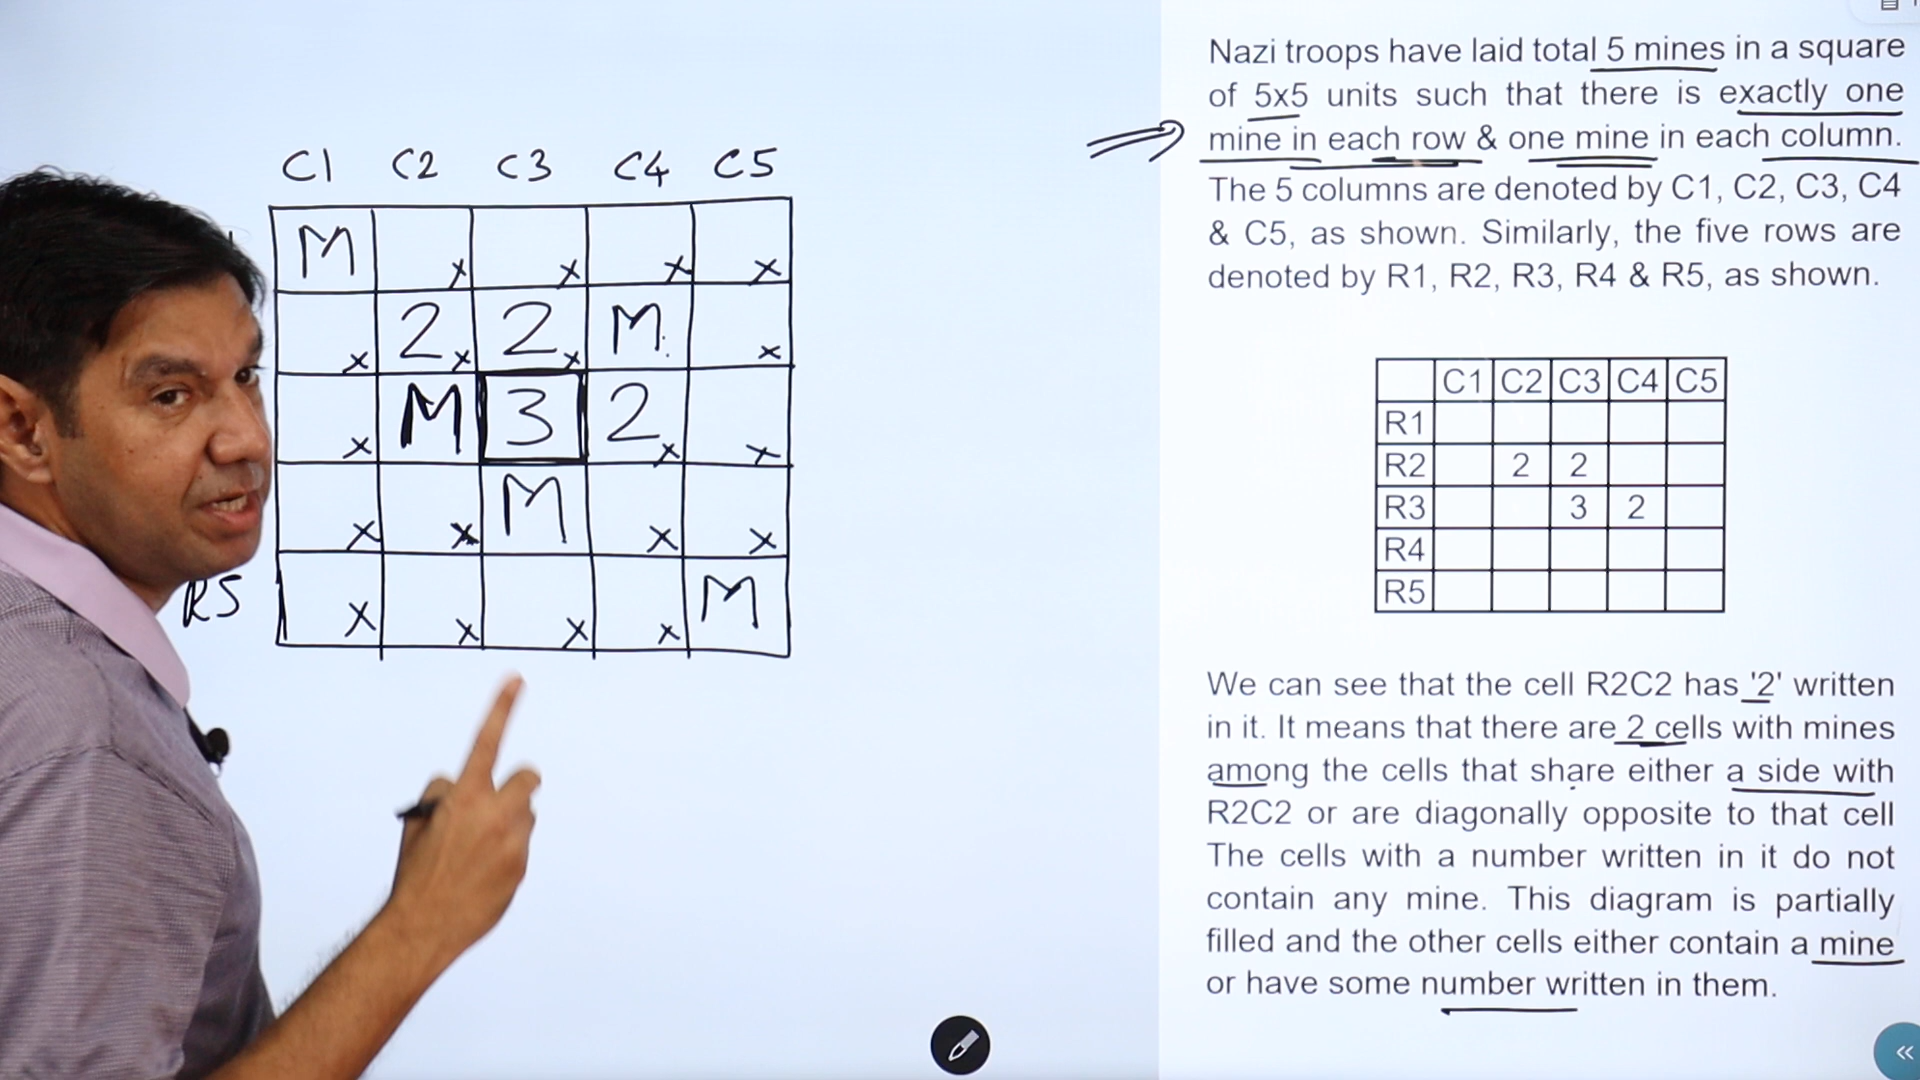 C1 C2 C3 C4 C5
M x x x x
x 2 x 2 x M x
x M 3 2 x x
x x M x x
R5 x x x x M
Nazi troops have laid total 5 mines in a square
of 5x5 units such that there is exactly one
mine in each row & one mine in each column.
The 5 columns are denoted by C1, C2, C3, C4
& C5, as shown. Similarly, the five rows are
denoted by R1, R2, R3, R4 & R5, as shown.
C1 C2 C3 C4 C5
R1
R2 2 2
R3 3 2
R4
R5
We can see that the cell R2C2 has '2' written
in it. It means that there are 2 cells with mines
among the cells that share either a side with
R2C2 or are diagonally opposite to that cell
The cells with a number written in it do not
contain any mine. This diagram is partially
filled and the other cells either contain a mine
or have some number written in them.